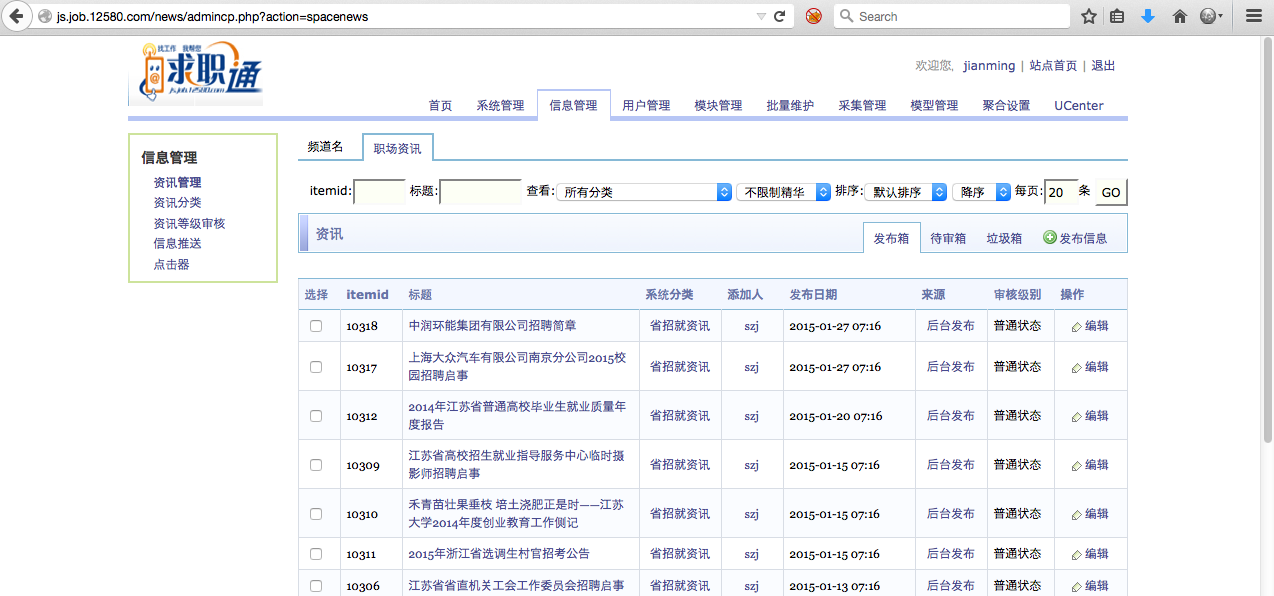 js.job.12580.com/news/admincp.php?action=spacenews
Search
找工作 我帮您
求职通
js.job.12580.com
欢迎您, jianming | 站点首页 | 退出
首页 系统管理 信息管理 用户管理 模块管理 批量维护 采集管理 模型管理 聚合设置 UCenter
信息管理
资讯管理
资讯分类
资讯等级审核
信息推送
点击器
频道名 职场资讯
itemid: 标题: 查看: 所有分类 不限制精华 排序: 默认排序 降序 每页: 20 条 GO
资讯 发布箱 待审箱 垃圾箱 发布信息
选择 itemid 标题 系统分类 添加人 发布日期 来源 审核级别 操作
10318 中润环能集团有限公司招聘简章 省招就资讯 szj 2015-01-27 07:16 后台发布 普通状态 编辑
10317 上海大众汽车有限公司南京分公司2015校
园招聘启事 省招就资讯 szj 2015-01-27 07:16 后台发布 普通状态 编辑
10312 2014年江苏省普通高校毕业生就业质量年
度报告 省招就资讯 szj 2015-01-20 07:16 后台发布 普通状态 编辑
10309 江苏省高校招生就业指导服务中心临时摄
影师招聘启事 省招就资讯 szj 2015-01-15 07:16 后台发布 普通状态 编辑
10310 禾青苗壮果垂枝 培土浇肥正是时——江苏
大学2014年度创业教育工作侧记 省招就资讯 szj 2015-01-15 07:16 后台发布 普通状态 编辑
10311 2015年浙江省选调生村官招考公告 省招就资讯 szj 2015-01-15 07:16 后台发布 普通状态 编辑
10306 江苏省省直机关工会工作委员会招聘启事 省招就资讯 szj 2015-01-13 07:16 后台发布 普通状态 编辑